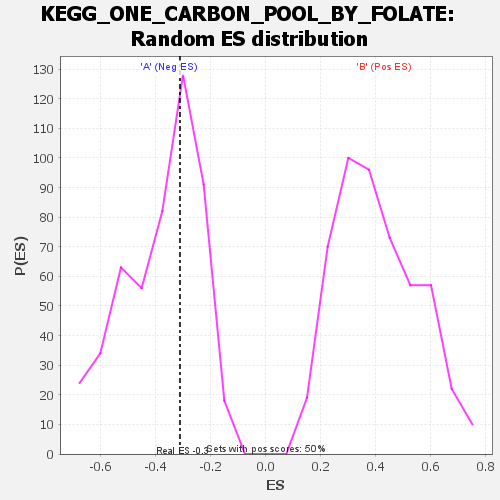 KEGG_ONE_CARBON_POOL_BY_FOLATE:
Random ES distribution
'A' (Neg ES)
'B' (Pos ES)
130
120
110
100
90
80
70
60
50
40
30
20
10
0
P(ES)
Real ES -0.3
Sets with pos scores: 50%
-0.6
-0.4
-0.2
0.0
0.2
0.4
0.6
0.8
ES